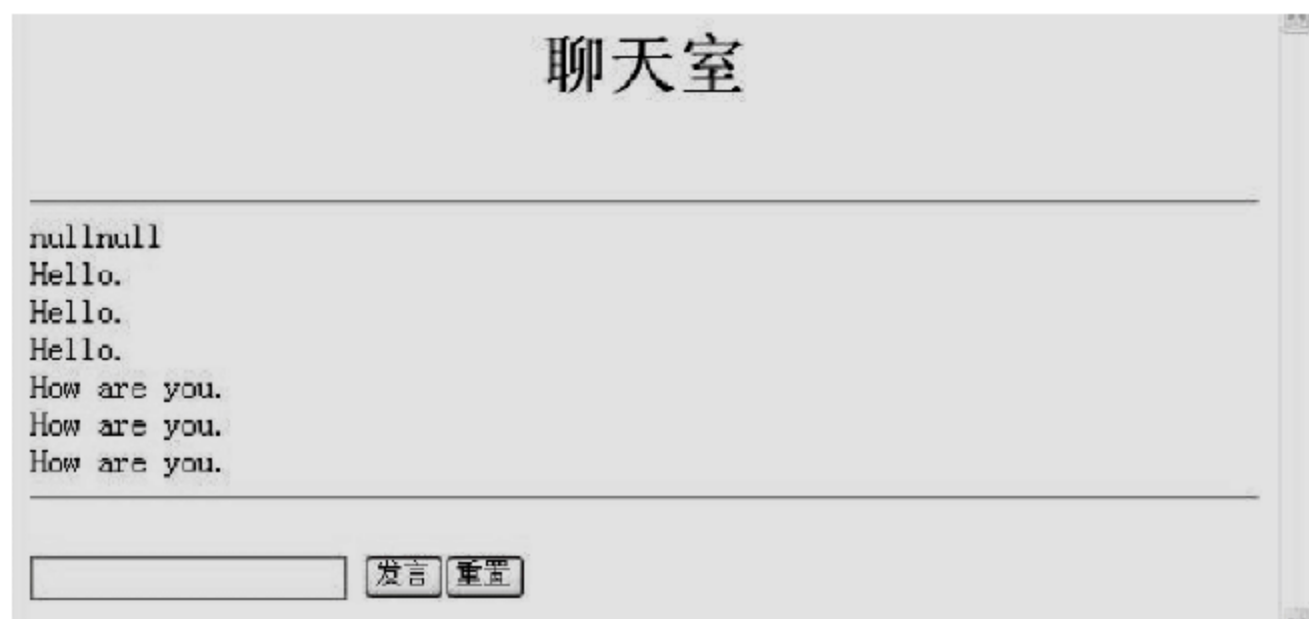 聊天室
nullnull
Hello.
Hello.
Hello.
How are you.
How are you.
How are you.
发言 重置